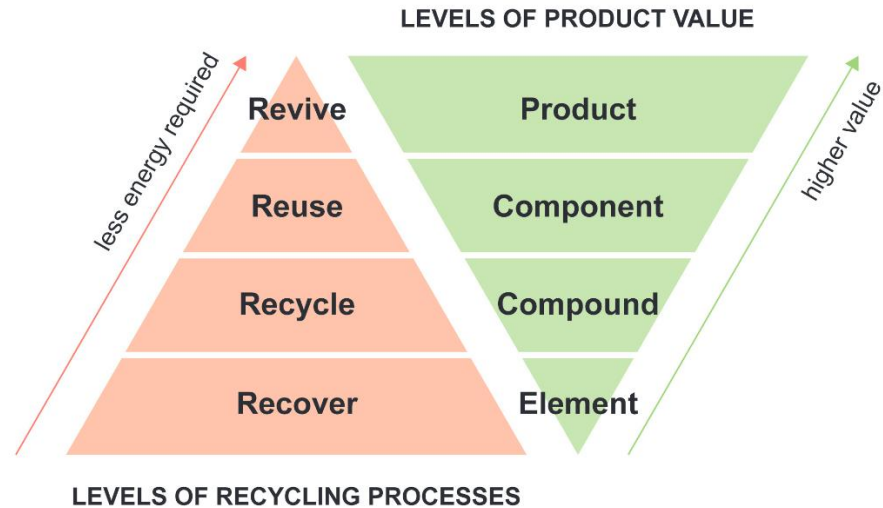 LEVELS OF PRODUCT VALUE
less energy required
Revive
Product
higher value
Reuse
Component
Recycle
Compound
Recover
Element
LEVELS OF RECYCLING PROCESSES